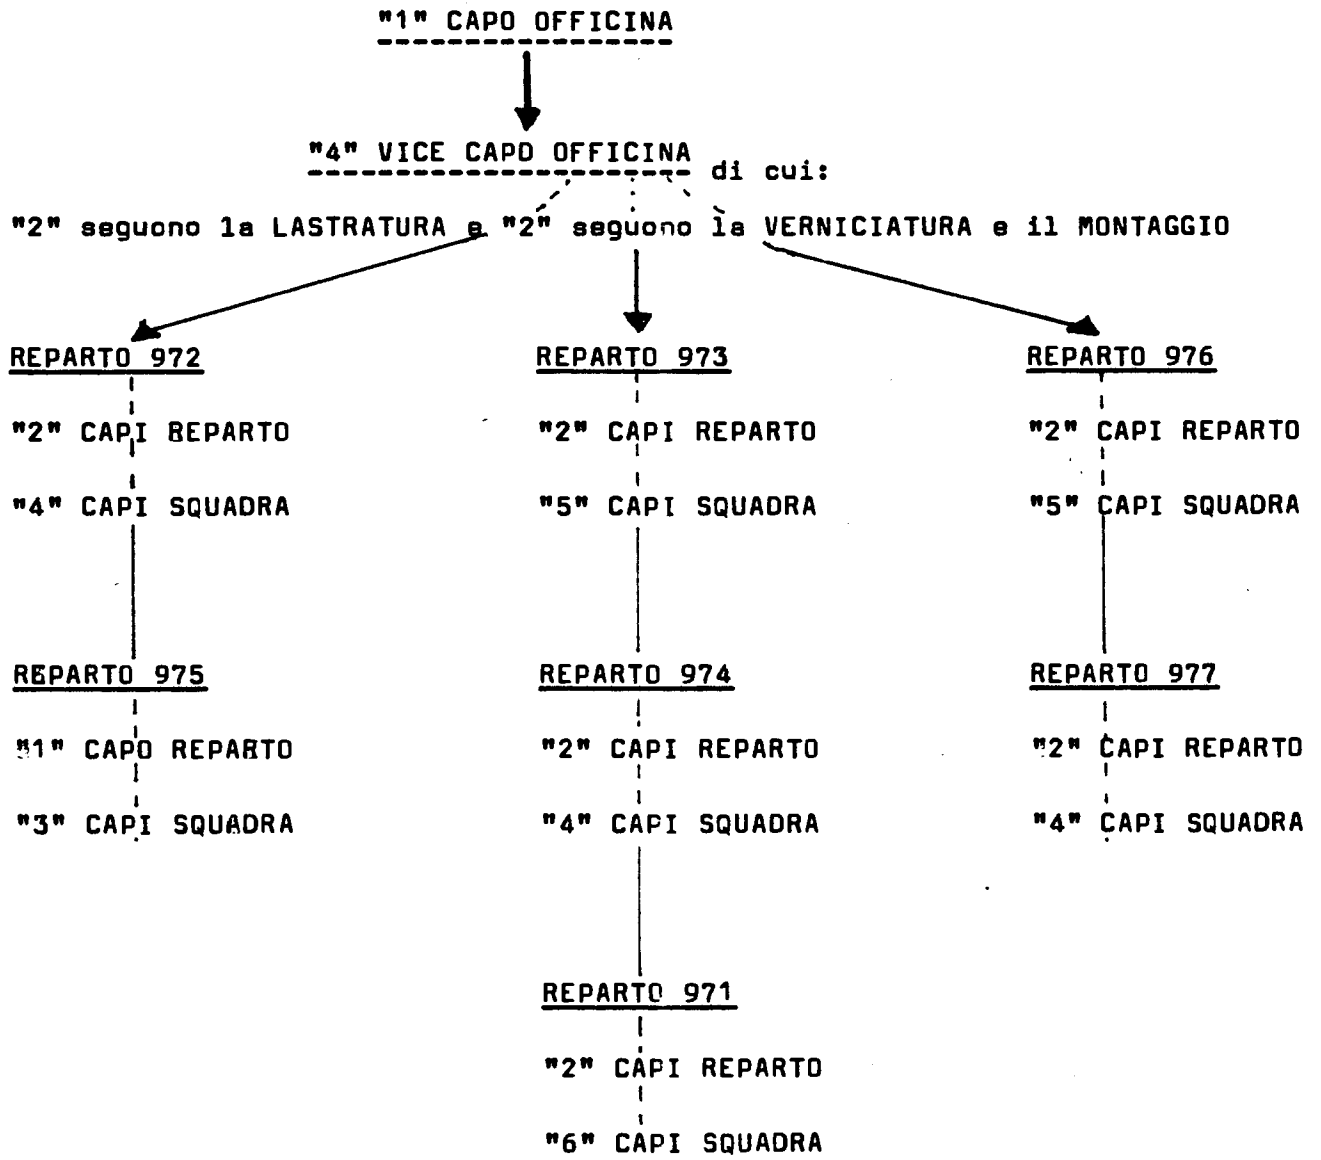 "1" CAPO OFFICINA
"4" VICE CAPO OFFICINA di cui:
"2" seguono la LASTRATURA e "2" seguono la VERNICIATURA e il MONTAGGIO
REPARTO 972 REPARTO 973 REPARTO 976
"2" CAPI REPARTO "2" CAPI REPARTO "2" CAPI REPARTO
"4" CAPI SQUADRA "5" CAPI SQUADRA "5" CAPI SQUADRA
REPARTO 975 REPARTO 974 REPARTO 977
"1" CAPO REPARTO "2" CAPI REPARTO "2" CAPI REPARTO
"3" CAPI SQUADRA "4" CAPI SQUADRA "4" CAPI SQUADRA
REPARTO 971
"2" CAPI REPARTO
"6" CAPI SQUADRA